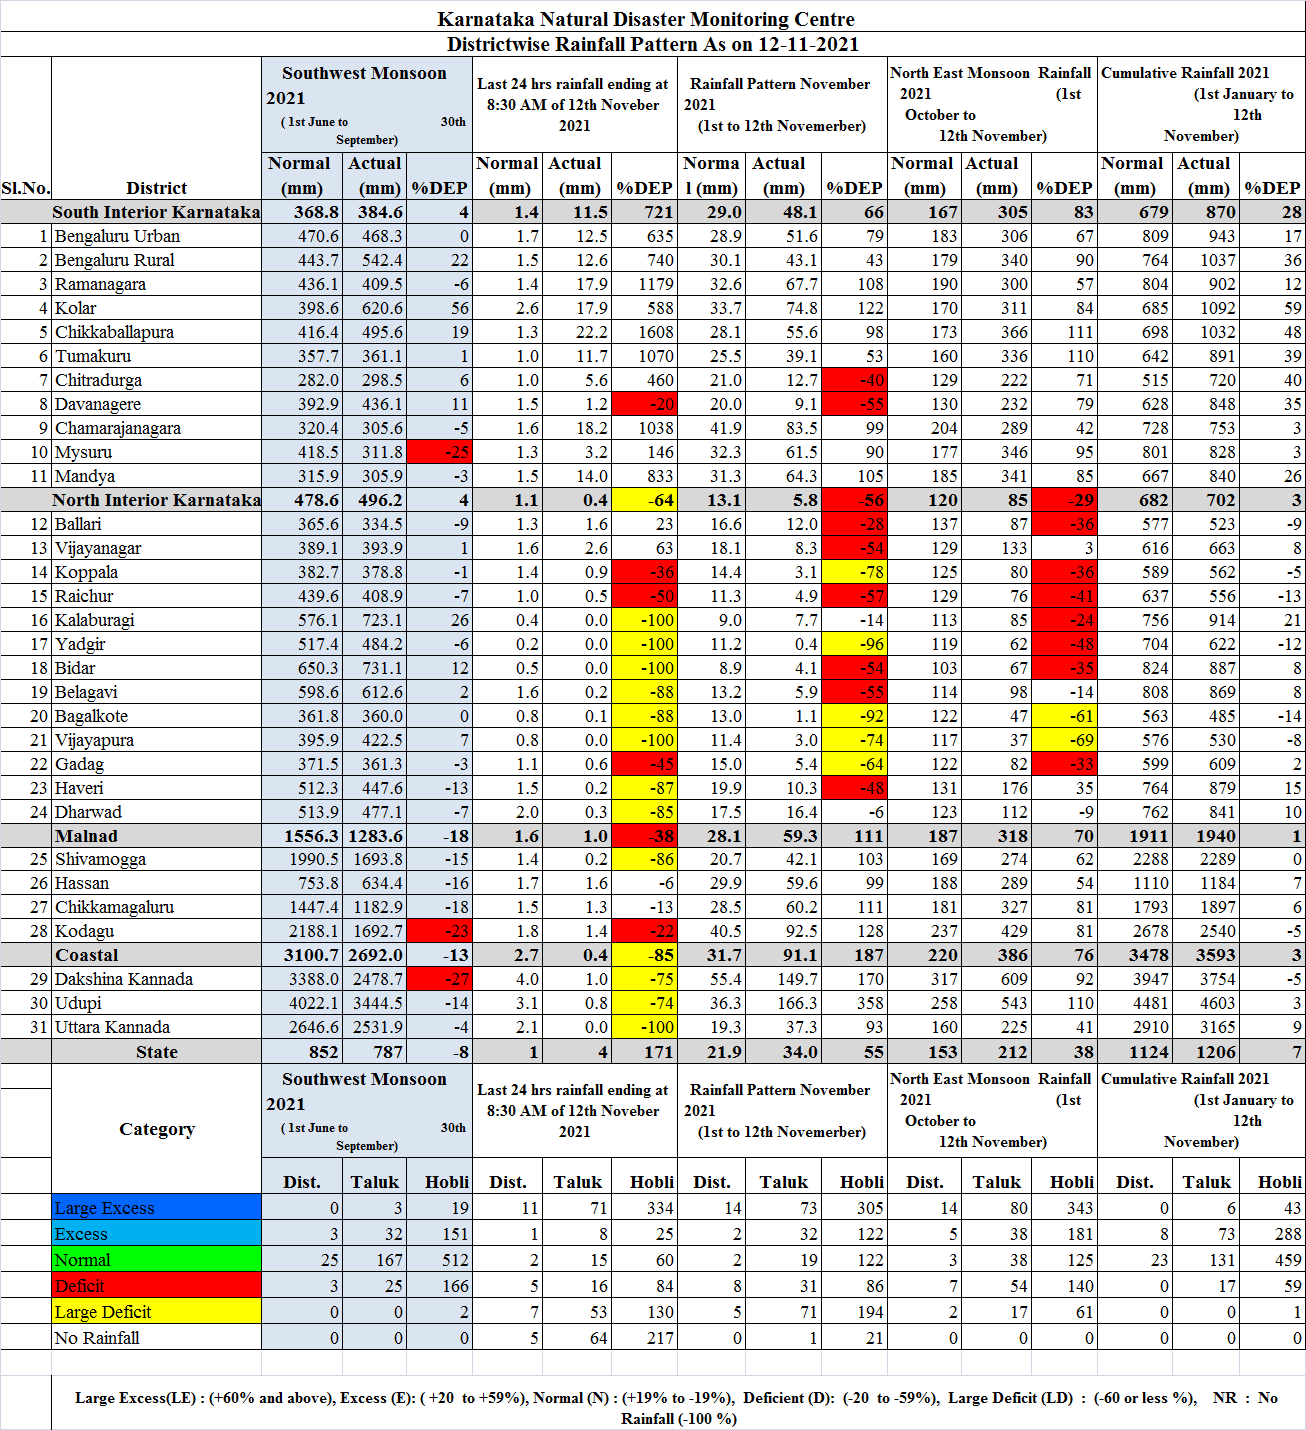 Karnataka Natural Disaster Monitoring Centre
Districtwise Rainfall Pattern As on 12-11-2021
Sl.No. District Southwest Monsoon 2021 ( 1st June to 30th September) Last 24 hrs rainfall ending at 8:30 AM of 12th Noveber 2021 Rainfall Pattern November 2021 (1st to 12th Novemerber) North East Monsoon Rainfall 2021 (1st October to 12th November) Cumulative Rainfall 2021 (1st January to 12th November)
Normal (mm) Actual (mm) %DEP Normal (mm) Actual (mm) %DEP Norma l (mm) Actual (mm) %DEP Normal (mm) Actual (mm) %DEP Normal (mm) Actual (mm) %DEP
South Interior Karnataka 368.8 384.6 4 1.4 11.5 721 29.0 48.1 66 167 305 83 679 870 28
1 Bengaluru Urban 470.6 468.3 0 1.7 12.5 635 28.9 51.6 79 183 306 67 809 943 17
2 Bengaluru Rural 443.7 542.4 22 1.5 12.6 740 30.1 43.1 43 179 340 90 764 1037 36
3 Ramanagara 436.1 409.5 -6 1.4 17.9 1179 32.6 67.7 108 190 300 57 804 902 12
4 Kolar 398.6 620.6 56 2.6 17.9 588 33.7 74.8 122 170 311 84 685 1092 59
5 Chikkaballapura 416.4 495.6 19 1.3 22.2 1608 28.1 55.6 98 173 366 111 698 1032 48
6 Tumakuru 357.7 361.1 1 1.0 11.7 1070 25.5 39.1 53 160 336 110 642 891 39
7 Chitradurga 282.0 298.5 6 1.0 5.6 460 21.0 12.7 -40 129 222 71 515 720 40
8 Davanagere 392.9 436.1 11 1.5 1.2 -20 20.0 9.1 -55 130 232 79 628 848 35
9 Chamarajanagara 320.4 305.6 -5 1.6 18.2 1038 41.9 83.5 99 204 289 42 728 753 3
10 Mysuru 418.5 311.8 -25 1.3 3.2 146 32.3 61.5 90 177 346 95 801 828 3
11 Mandya 315.9 305.9 -3 1.5 14.0 833 31.3 64.3 105 185 341 85 667 840 26
North Interior Karnataka 478.6 496.2 4 1.1 0.4 -64 13.1 5.8 -56 120 85 -29 682 702 3
12 Ballari 365.6 334.5 -9 1.3 1.6 23 16.6 12.0 -28 137 87 -36 577 523 -9
13 Vijayanagar 389.1 393.9 1 1.6 2.6 63 18.1 8.3 -54 129 133 3 616 663 8
14 Koppala 382.7 378.8 -1 1.4 0.9 -36 14.4 3.1 -78 125 80 -36 589 562 -5
15 Raichur 439.6 408.9 -7 1.0 0.5 -50 11.3 4.9 -57 129 76 -41 637 556 -13
16 Kalaburagi 576.1 723.1 26 0.4 0.0 -100 9.0 7.7 -14 113 85 -24 756 914 21
17 Yadgir 517.4 484.2 -6 0.2 0.0 -100 11.2 0.4 -96 119 62 -48 704 622 -12
18 Bidar 650.3 731.1 12 0.5 0.0 -100 8.9 4.1 -54 103 67 -35 824 887 8
19 Belagavi 598.6 612.6 2 1.6 0.2 -88 13.2 5.9 -55 114 98 -14 808 869 8
20 Bagalkote 361.8 360.0 0 0.8 0.1 -88 13.0 1.1 -92 122 47 -61 563 485 -14
21 Vijayapura 395.9 422.5 7 0.8 0.0 -100 11.4 3.0 -74 117 37 -69 576 530 -8
22 Gadag 371.5 361.3 -3 1.1 0.6 -45 15.0 5.4 -64 122 82 -33 599 609 2
23 Haveri 512.3 447.6 -13 1.5 0.2 -87 19.9 10.3 -48 131 176 35 764 879 15
24 Dharwad 513.9 477.1 -7 2.0 0.3 -85 17.5 16.4 -6 123 112 -9 762 841 10
Malnad 1556.3 1283.6 -18 1.6 1.0 -38 28.1 59.3 111 187 318 70 1911 1940 1
25 Shivamogga 1990.5 1693.8 -15 1.4 0.2 -86 20.7 42.1 103 169 274 62 2288 2289 0
26 Hassan 753.8 634.4 -16 1.7 1.6 -6 29.9 59.6 99 188 289 54 1110 1184 7
27 Chikkamagaluru 1447.4 1182.9 -18 1.5 1.3 -13 28.5 60.2 111 181 327 81 1793 1897 6
28 Kodagu 2188.1 1692.7 -23 1.8 1.4 -22 40.5 92.5 128 237 429 81 2678 2540 -5
Coastal 3100.7 2692.0 -13 2.7 0.4 -85 31.7 91.1 187 220 386 76 3478 3593 3
29 Dakshina Kannada 3388.0 2478.7 -27 4.0 1.0 -75 55.4 149.7 170 317 609 92 3947 3754 -5
30 Udupi 4022.1 3444.5 -14 3.1 0.8 -74 36.3 166.3 358 258 543 110 4481 4603 3
31 Uttara Kannada 2646.6 2531.9 -4 2.1 0.0 -100 19.3 37.3 93 160 225 41 2910 3165 9
State 852 787 -8 1 4 171 21.9 34.0 55 153 212 38 1124 1206 7
Category Southwest Monsoon 2021 ( 1st June to 30th September) Last 24 hrs rainfall ending at 8:30 AM of 12th Noveber 2021 Rainfall Pattern November 2021 (1st to 12th Novemerber) North East Monsoon Rainfall 2021 (1st October to 12th November) Cumulative Rainfall 2021 (1st January to 12th November)
Dist. Taluk Hobli Dist. Taluk Hobli Dist. Taluk Hobli Dist. Taluk Hobli Dist. Taluk Hobli
Large Excess 0 3 19 11 71 334 14 73 305 14 80 343 0 6 43
Excess 3 32 151 1 8 25 2 32 122 5 38 181 8 73 288
Normal 25 167 512 2 15 60 2 19 122 3 38 125 23 131 459
Deficit 3 25 166 5 16 84 8 31 86 7 54 140 0 17 59
Large Deficit 0 0 2 7 53 130 5 71 194 2 17 61 0 0 1
No Rainfall 0 0 0 5 64 217 0 1 21 0 0 0 0 0 0
Large Excess(LE) : (+60% and above), Excess (E): ( +20 to +59%), Normal (N) : (+19% to -19%), Deficient (D): (-20 to -59%), Large Deficit (LD) : (-60 or less %), NR : No
Rainfall (-100 %)